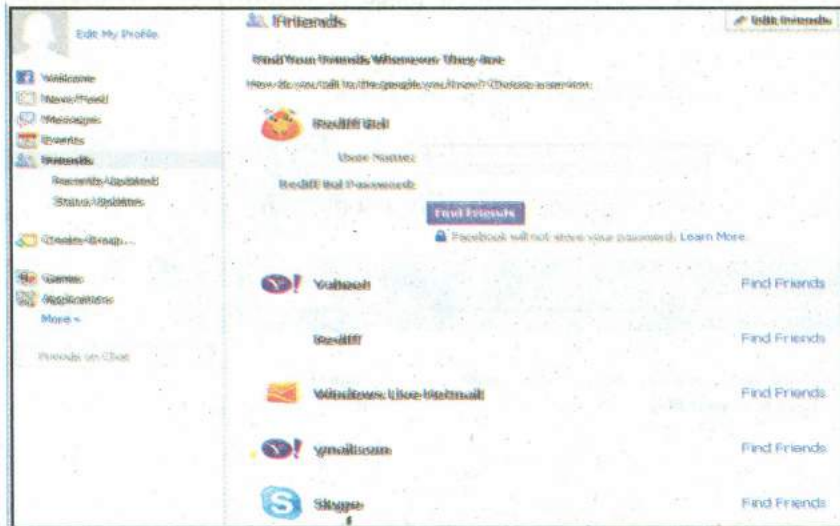 Edit My Profile
Welcome
News Feed
Messages
Events
Friends
Recently Updated
Status Updates
Create Group...
Games
Applications
More
Friends on Chat
Friends
Edit Friends
Find Your Friends Wherever They Are
How do you talk to the people you know? Choose a service:
Rediff Bol
User Name:
Rediff Bol Password:
Find Friends
Facebook will not store your password. Learn More.
Yahoo!
Find Friends
Rediff
Find Friends
Windows Live Hotmail
Find Friends
Find Friends
Skype
Find Friends